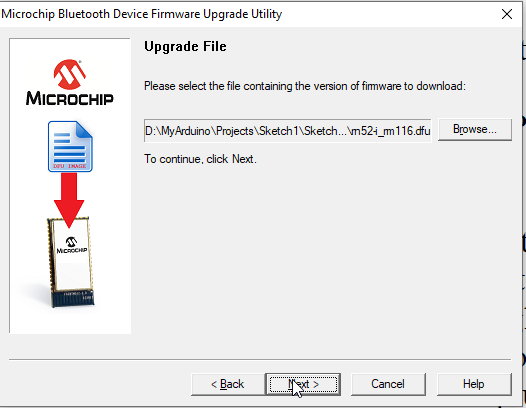 Microchip Bluetooth Device Firmware Upgrade Utility
Upgrade File
Please select the file containing the version of firmware to download:
D:\MyArduino\Projects\Sketch1\Sketch...\rn52-i_rm116.dfu
Browse...
To continue, click Next.
MICROCHIP
DFU IMAGE
MICROCHIP
< Back
Next >
Cancel
Help